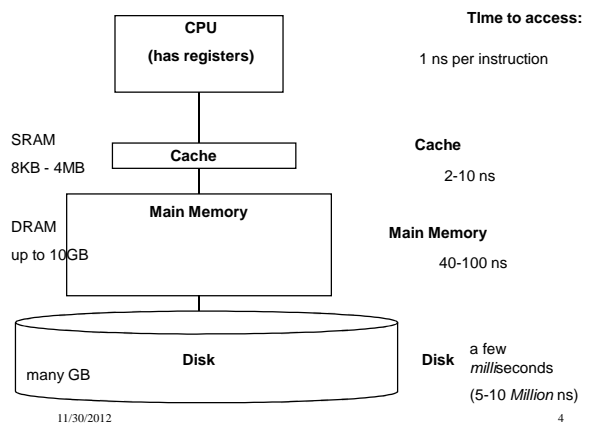 TIme to access:
CPU
(has registers)
1 ns per instruction
SRAM
8KB - 4MB
Cache
Cache
2-10 ns
Main Memory
DRAM
up to 10GB
Main Memory
40-100 ns
Disk
many GB
Disk
a few
milliseconds
(5-10 Million ns)
11/30/2012
4